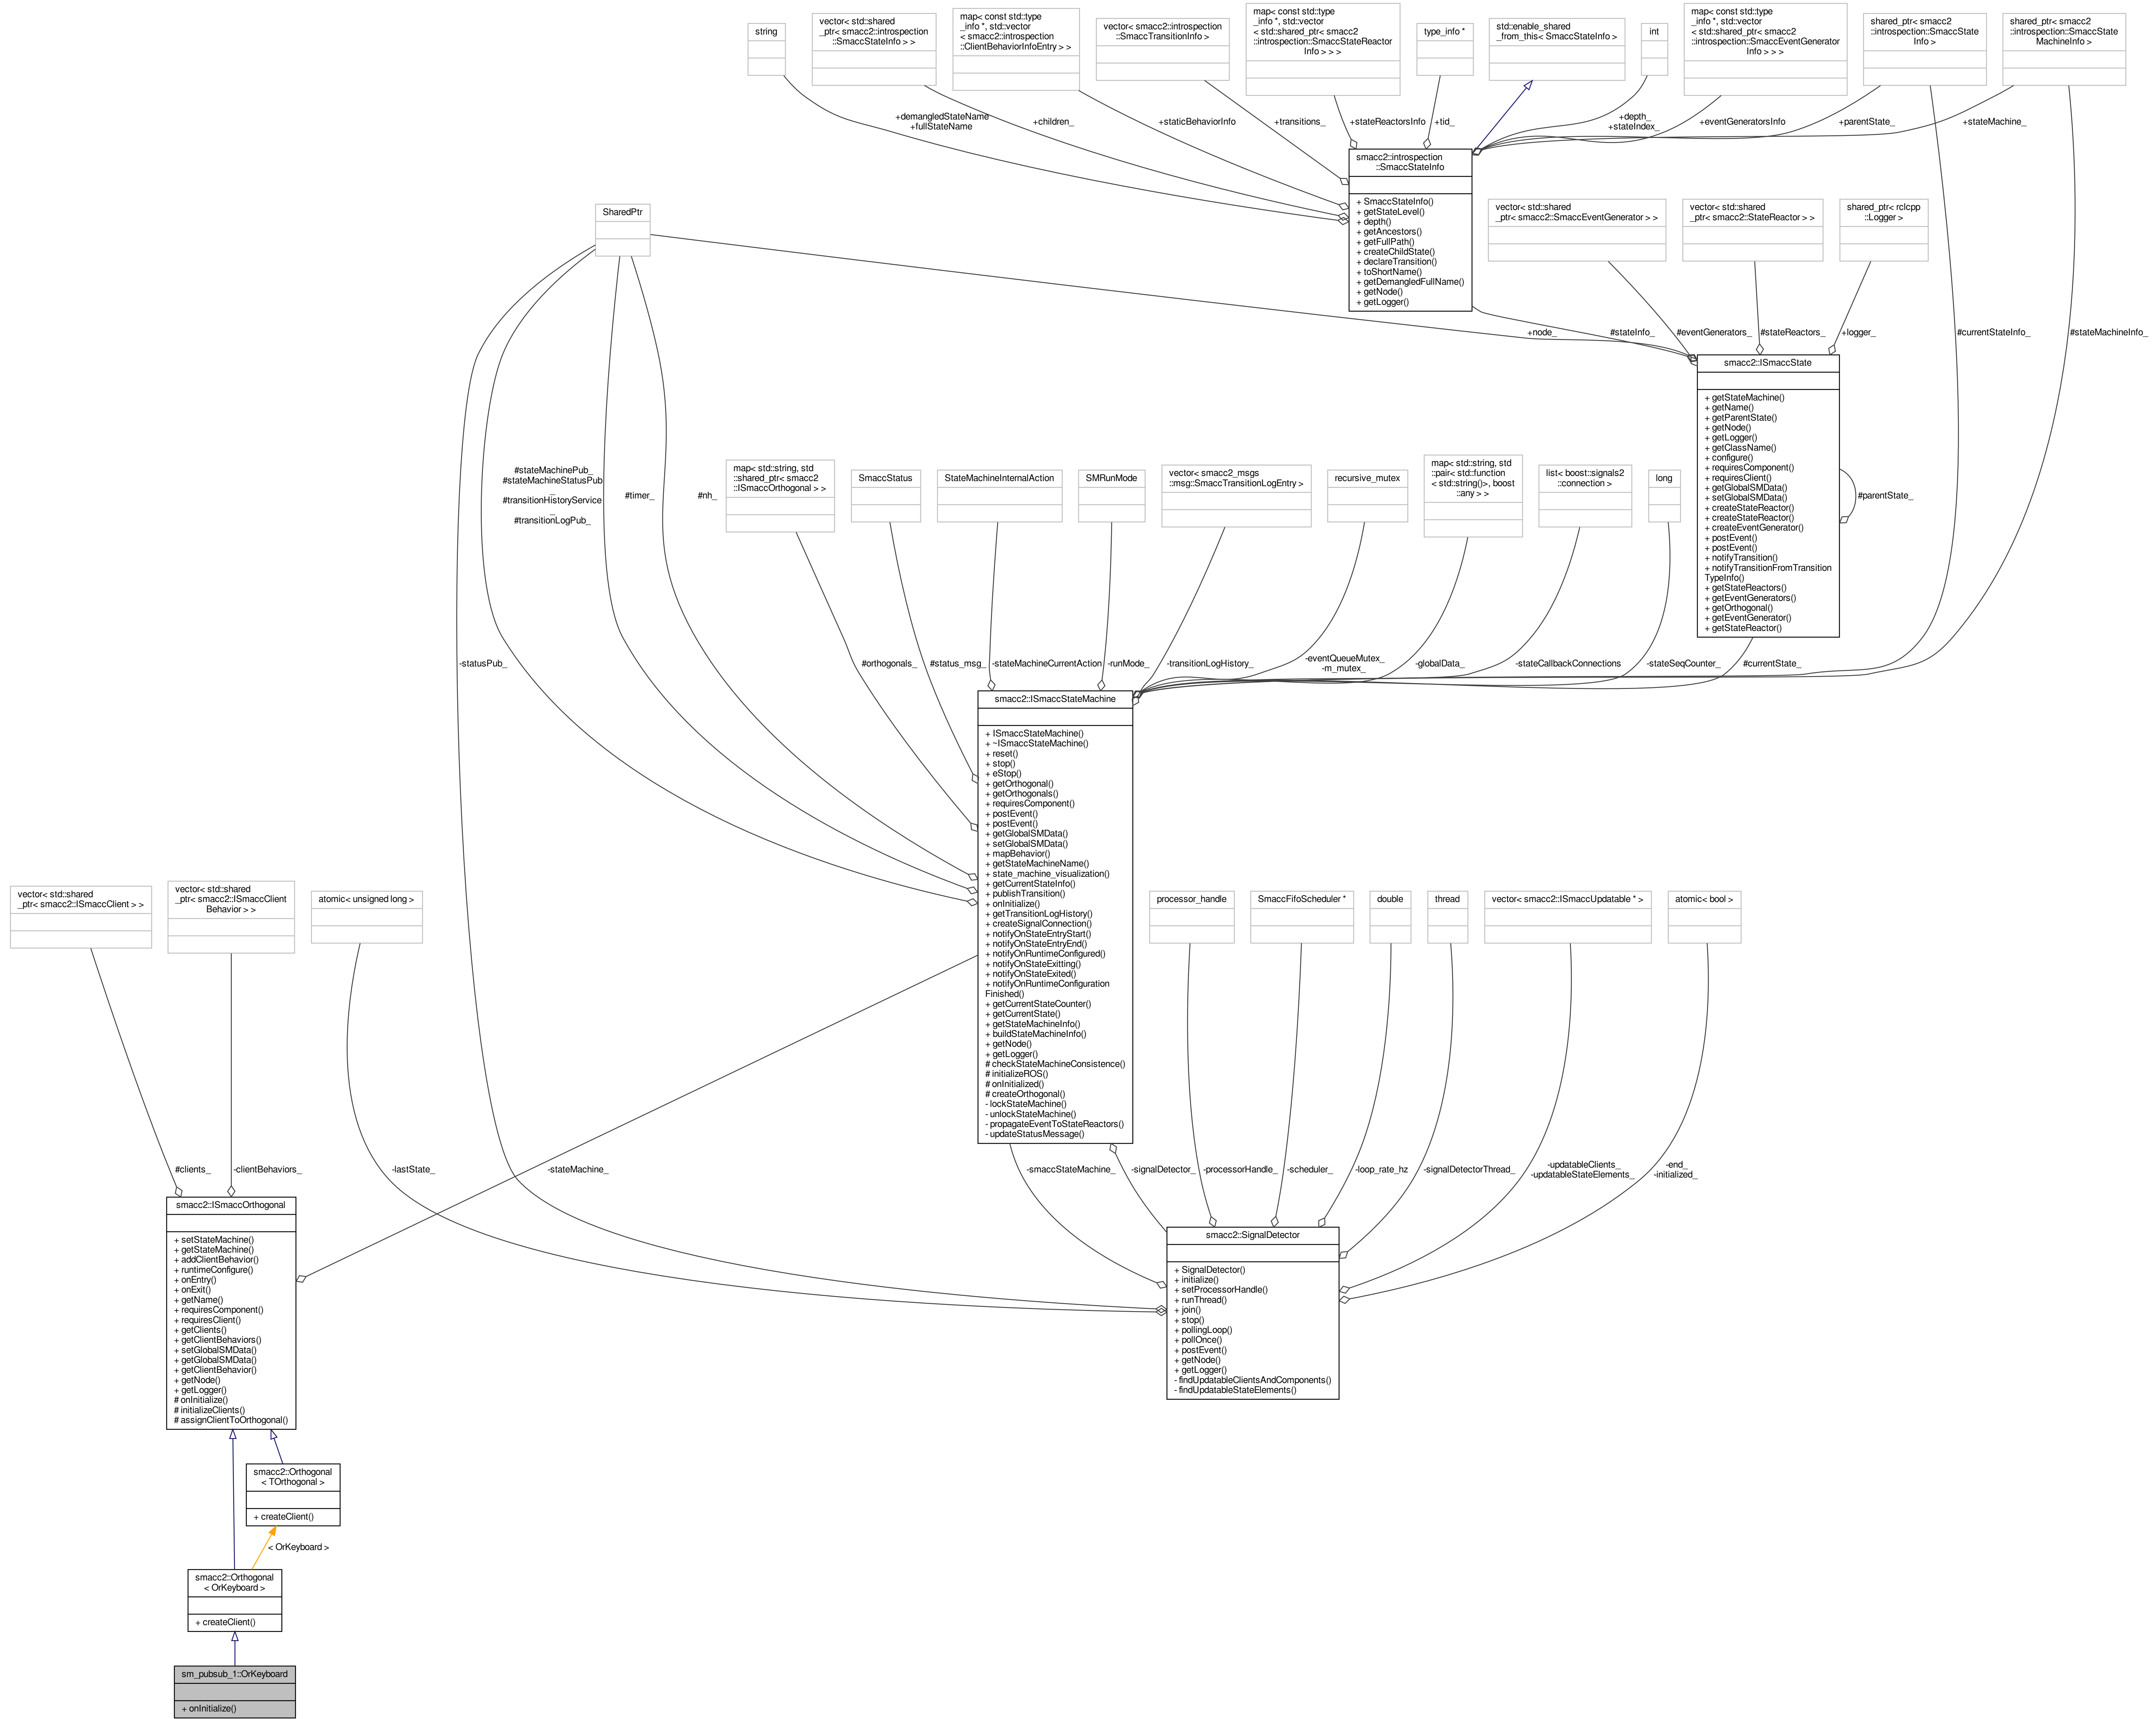 string
vector< std::shared
_ptr< smacc2::introspection
::SmaccStateInfo > >
map< const std::type
_info *, std::vector
< smacc2::introspection
::ClientBehaviorInfoEntry > >
vector< smacc2::introspection
::SmaccTransitionInfo >
map< const std::type
_info *, std::vector
< std::shared_ptr< smacc2
::introspection::SmaccStateReactor
Info > > >
type_info *
std::enable_shared
_from_this< SmaccStateInfo >
int
map< const std::type
_info *, std::vector
< std::shared_ptr< smacc2
::introspection::SmaccEventGenerator
Info > > >
shared_ptr< smacc2
::introspection::SmaccState
Info >
shared_ptr< smacc2
::introspection::SmaccState
MachineInfo >
+demangledStateName
+fullStateName
+children_
+staticBehaviorInfo
+transitions_
+stateReactorsInfo
+tid_
+depth_
+stateIndex_
+eventGeneratorsInfo
+parentState_
+stateMachine_
smacc2::introspection
::SmaccStateInfo
+ SmaccStateInfo()
+ getStateLevel()
+ depth()
+ getAncestors()
+ getFullPath()
+ createChildState()
+ declareTransition()
+ toShortName()
+ getDemangledFullName()
+ getNode()
+ getLogger()
SharedPtr
vector< std::shared
_ptr< smacc2::SmaccEventGenerator > >
vector< std::shared
_ptr< smacc2::StateReactor > >
shared_ptr< rclcpp
::Logger >
+node_
#stateInfo_
#eventGenerators_
#stateReactors_
+logger_
#currentStateInfo_
#stateMachineInfo_
smacc2::ISmaccState
+ getStateMachine()
+ getName()
+ getParentState()
+ getNode()
+ getLogger()
+ getClassName()
+ configure()
+ requiresComponent()
+ requiresClient()
+ getGlobalSMData()
+ setGlobalSMData()
+ createStateReactor()
+ createStateReactor()
+ createEventGenerator()
+ postEvent()
+ postEvent()
+ notifyTransition()
+ notifyTransitionFromTransition
TypeInfo()
+ getStateReactors()
+ getEventGenerators()
+ getOrthogonal()
+ getEventGenerator()
+ getStateReactor()
#parentState_
#stateMachinePub_
#stateMachineStatusPub
_
#transitionHistoryService
_
#transitionLogPub_
#timer_
#nh_
map< std::string, std
::shared_ptr< smacc2
::ISmaccOrthogonal > >
SmaccStatus
StateMachineInternalAction
SMRunMode
vector< smacc2_msgs
::msg::SmaccTransitionLogEntry >
recursive_mutex
map< std::string, std
::pair< std::function
< std::string()>, boost
::any > >
list< boost::signals2
::connection >
long
-statusPub_
#orthogonals_
#status_msg_
-stateMachineCurrentAction
-runMode_
-transitionLogHistory_
-eventQueueMutex_
-m_mutex_
-globalData_
-stateCallbackConnections
-stateSeqCounter_
#currentState_
smacc2::ISmaccStateMachine
+ ISmaccStateMachine()
+ ~ISmaccStateMachine()
+ reset()
+ stop()
+ eStop()
+ getOrthogonal()
+ getOrthogonals()
+ requiresComponent()
+ postEvent()
+ postEvent()
+ getGlobalSMData()
+ setGlobalSMData()
+ mapBehavior()
+ getStateMachineName()
+ state_machine_visualization()
+ getCurrentStateInfo()
+ publishTransition()
+ onInitialize()
+ getTransitionLogHistory()
+ createSignalConnection()
+ notifyOnStateEntryStart()
+ notifyOnStateEntryEnd()
+ notifyOnRuntimeConfigured()
+ notifyOnStateExitting()
+ notifyOnStateExited()
+ notifyOnRuntimeConfiguration
Finished()
+ getCurrentStateCounter()
+ getCurrentState()
+ getStateMachineInfo()
+ buildStateMachineInfo()
+ getNode()
+ getLogger()
# checkStateMachineConsistence()
# initializeROS()
# onInitialized()
# createOrthogonal()
- lockStateMachine()
- unlockStateMachine()
- propagateEventToStateReactors()
- updateStatusMessage()
vector< std::shared
_ptr< smacc2::ISmaccClient > >
vector< std::shared
_ptr< smacc2::ISmaccClient
Behavior > >
atomic< unsigned long >
processor_handle
SmaccFifoScheduler *
double
thread
vector< smacc2::ISmaccUpdatable * >
atomic< bool >
#clients_
-clientBehaviors_
-lastState_
-stateMachine_
-smaccStateMachine_
-signalDetector_
-processorHandle_
-scheduler_
-loop_rate_hz
-signalDetectorThread_
-updatableClients_
-updatableStateElements_
-end_
-initialized_
smacc2::ISmaccOrthogonal
+ setStateMachine()
+ getStateMachine()
+ addClientBehavior()
+ runtimeConfigure()
+ onEntry()
+ onExit()
+ getName()
+ requiresComponent()
+ requiresClient()
+ getClients()
+ getClientBehaviors()
+ setGlobalSMData()
+ getGlobalSMData()
+ getClientBehavior()
+ getNode()
+ getLogger()
# onInitialize()
# initializeClients()
# assignClientToOrthogonal()
smacc2::SignalDetector
+ SignalDetector()
+ initialize()
+ setProcessorHandle()
+ runThread()
+ join()
+ stop()
+ pollingLoop()
+ pollOnce()
+ postEvent()
+ getNode()
+ getLogger()
- findUpdatableClientsAndComponents()
- findUpdatableStateElements()
smacc2::Orthogonal
< TOrthogonal >
+ createClient()
< OrKeyboard >
smacc2::Orthogonal
< OrKeyboard >
+ createClient()
sm_pubsub_1::OrKeyboard
+ onInitialize()